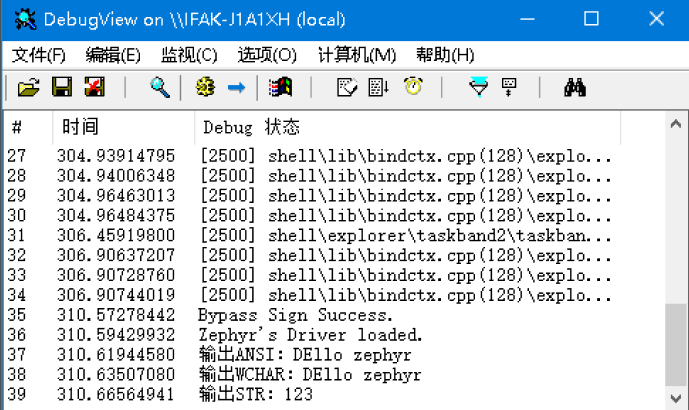 DebugView on \\IFAK-J1A1XH (local)
文件(F) 编辑(E) 监视(C) 选项(O) 计算机(M) 帮助(H)
# 时间 Debug 状态
27 304.93914795 [2500] shell\lib\bindctx.cpp(128)\explo...
28 304.94006348 [2500] shell\lib\bindctx.cpp(128)\explo...
29 304.96463013 [2500] shell\lib\bindctx.cpp(128)\explo...
30 304.96484375 [2500] shell\lib\bindctx.cpp(128)\explo...
31 306.45919800 [2500] shell\explorer\taskband2\taskban...
32 306.90637207 [2500] shell\lib\bindctx.cpp(128)\explo...
33 306.90728760 [2500] shell\lib\bindctx.cpp(128)\explo...
34 306.90744019 [2500] shell\lib\bindctx.cpp(128)\explo...
35 310.57278442 Bypass Sign Success.
36 310.59429932 Zephyr's Driver loaded.
37 310.61944580 输出ANSI: DEllo zephyr
38 310.63507080 输出WCHAR: DEllo zephyr
39 310.66564941 输出STR: 123